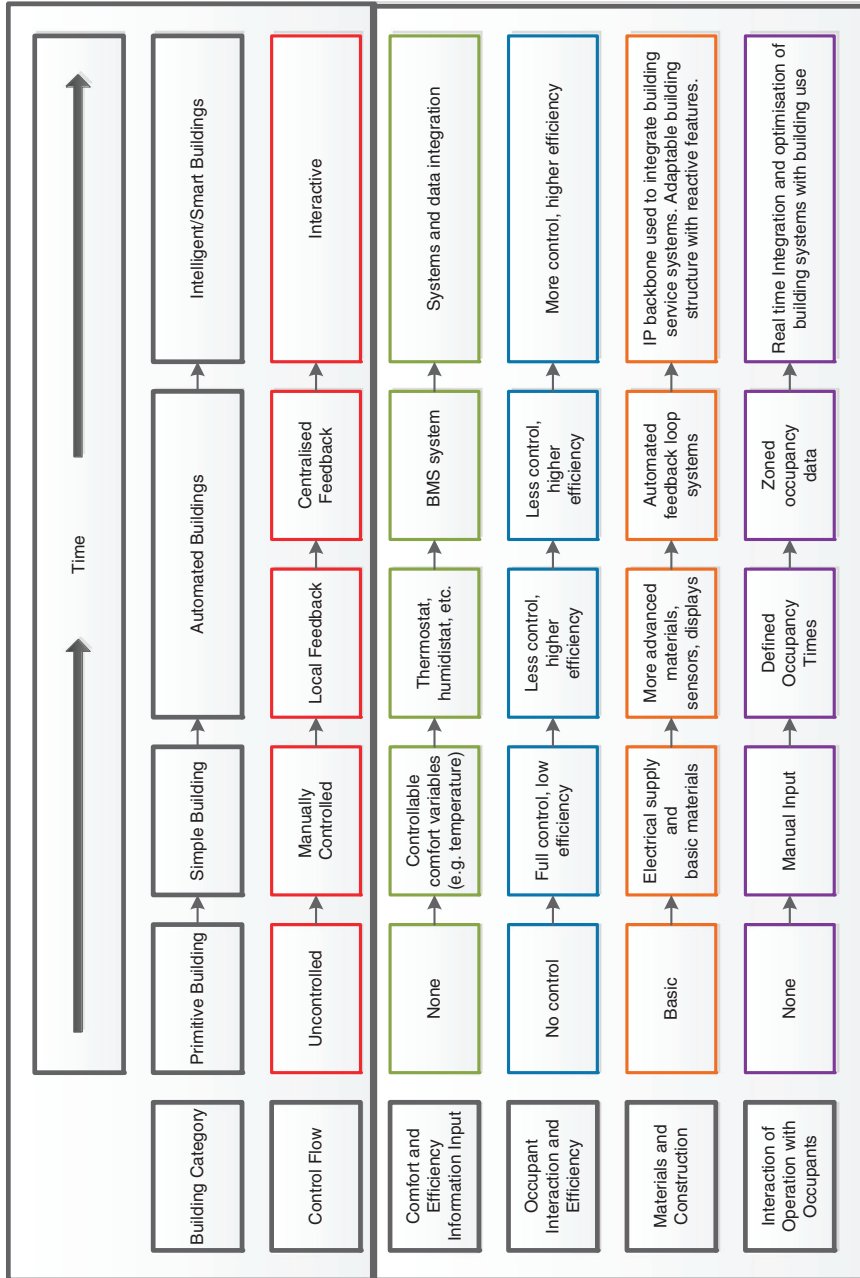 Time
Building Category
Primitive Building
Simple Building
Automated Buildings
Intelligent/Smart Buildings
Control Flow
Uncontrolled
Manually
Controlled
Local Feedback
Centralised
Feedback
Interactive
Comfort and
Efficiency
Information Input
None
Controllable
comfort variables
(e.g. temperature)
Thermostat,
humidistat, etc.
BMS system
Systems and data integration
Occupant
Interaction and
Efficiency
No control
Full control, low
efficiency
Less control,
higher
efficiency
Less control,
higher
efficiency
More control, higher efficiency
Materials and
Construction
Basic
Electrical supply
and
basic materials
More advanced
materials,
sensors, displays
Automated
feedback loop
systems
IP backbone used to integrate building
service systems. Adaptable building
structure with reactive features.
Interaction of
Operation with
Occupants
None
Manual Input
Defined
Occupancy
Times
Zoned
occupancy
data
Real time Integration and optimisation of
building systems with building use